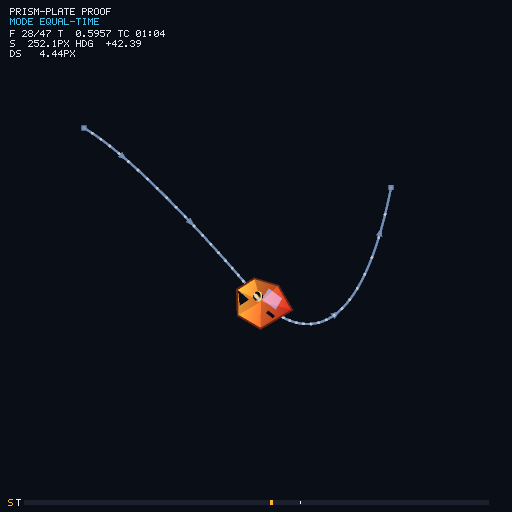 PRISM-PLATE PROOF
MODE EQUAL-TIME
F 28/47 T  0.5957 TC 01:04
S  252.1PX HDG  +42.39
DS   4.44PX
ST